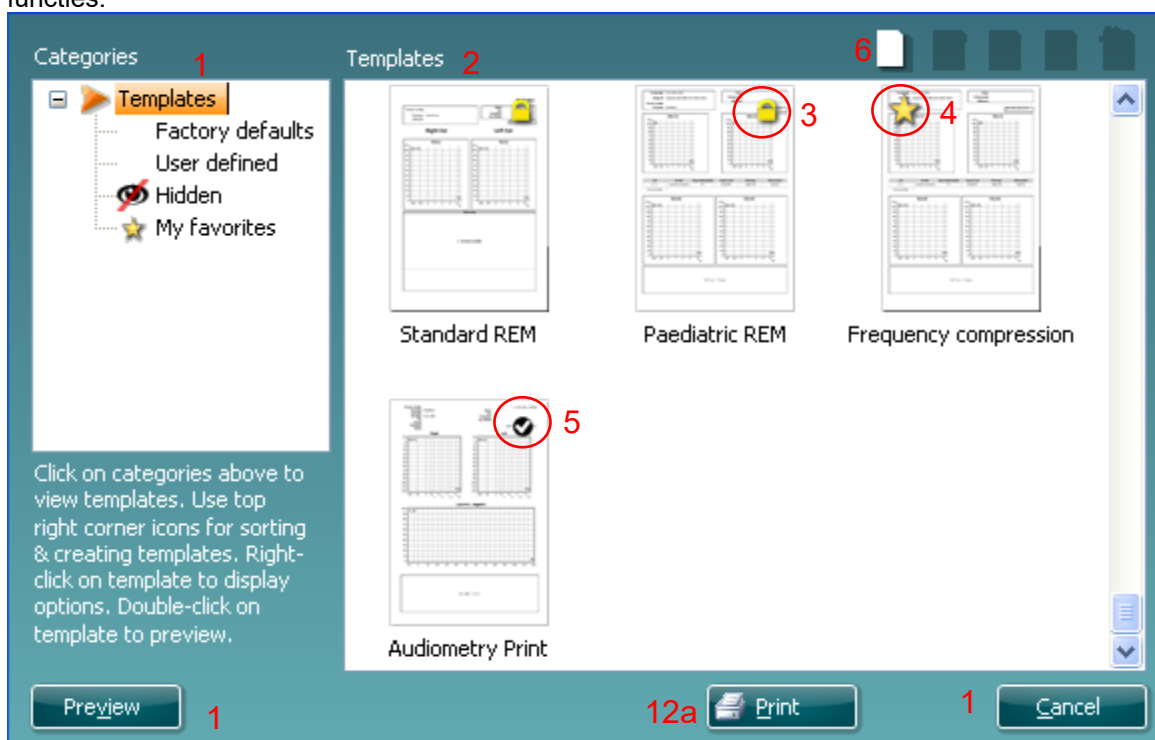 functies:
Categories 1 Templates 2 6
Templates
Factory defaults
User defined
Hidden
My favorites
3 4
Standard REM Paediatric REM Frequency compression
5
Audiometry Print
Click on categories above to
view templates. Use top
right corner icons for sorting
& creating templates. Right-
click on template to display
options. Double-click on
template to preview.
Preview 1 12a Print 1 Cancel